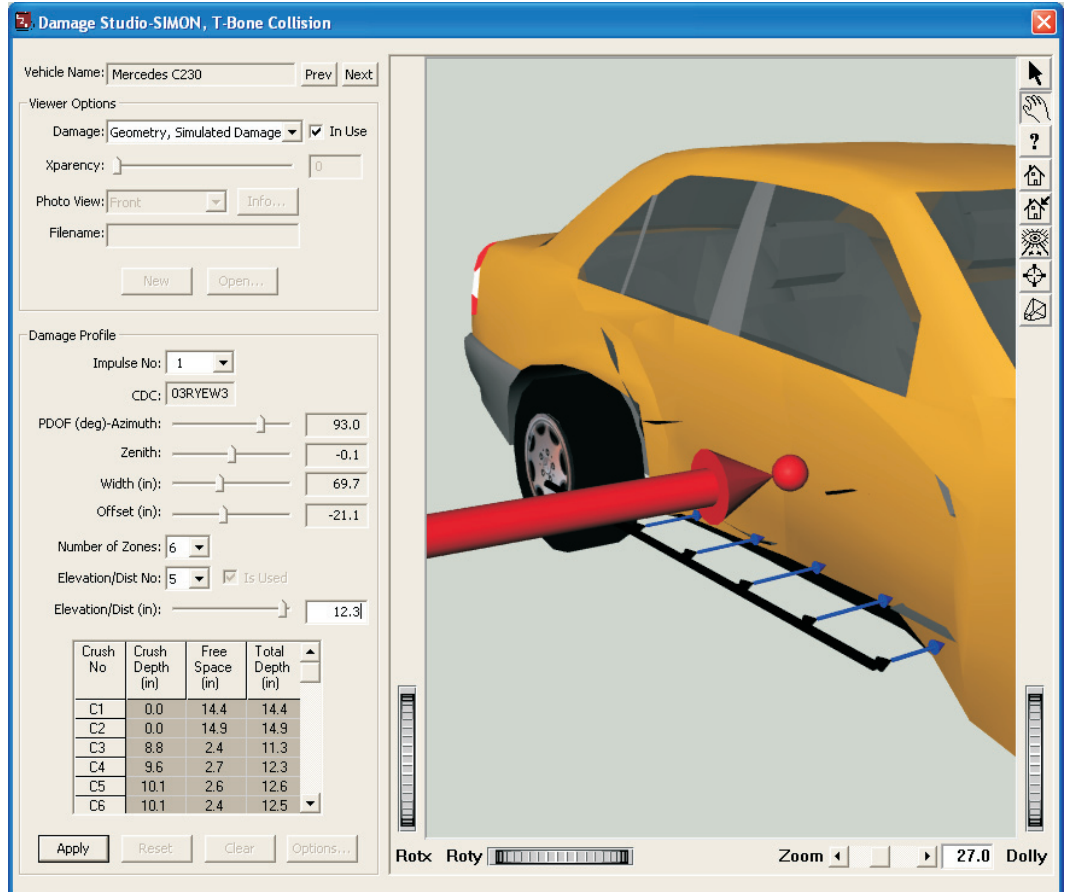 Damage Studio-SIMON, T-Bone Collision
Vehicle Name: Mercedes C230 Prev Next
Viewer Options
Damage: Geometry, Simulated Damage In Use
Xparency: 0
Photo View: Front Info...
Filename:
New Open...
Damage Profile
Impulse No: 1
CDC: 03RYEW3
PDOF (deg)-Azimuth: 93.0
Zenith: -0.1
Width (in): 69.7
Offset (in): -21.1
Number of Zones: 6
Elevation/Dist No: 5 Is Used
Elevation/Dist (in): 12.3
Crush No Crush Depth (in) Free Space (in) Total Depth (in)
C1 0.0 14.4 14.4
C2 0.0 14.9 14.9
C3 8.8 2.4 11.3
C4 9.6 2.7 12.3
C5 10.1 2.6 12.6
C6 10.1 2.4 12.5
Apply Reset Clear Options...
?
Rotx Roty Zoom 27.0 Dolly